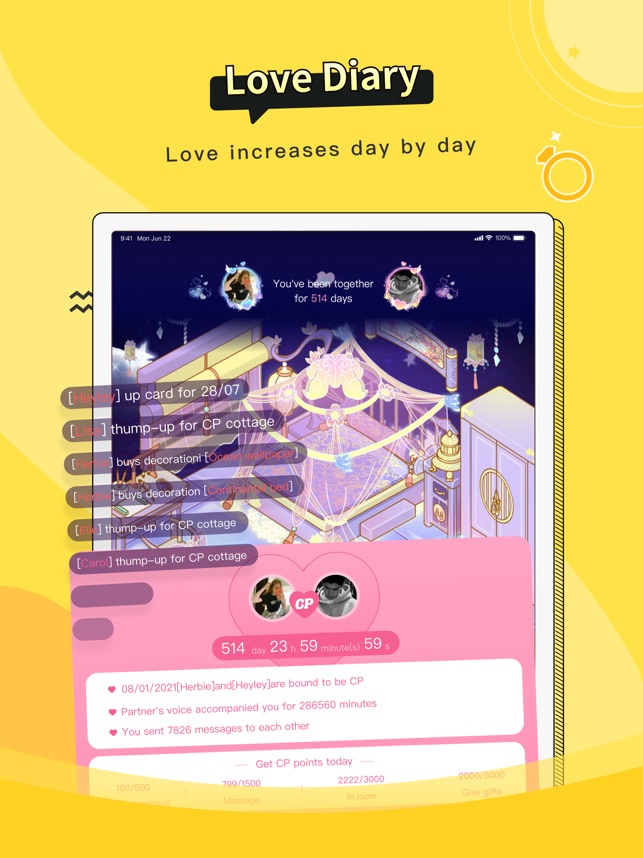 Love Diary
Love increases day by day
9:41 Mon Jun 22
100%
You've been together
for 514 days
[Heyley] up card for 28/07
[Lisa] thump-up for CP cottage
[Herbie] buys decorationi [Ocean wallpaper]
[Herbie] buys decoration [Continental bed]
[Elle] thump-up for CP cottage
[Carol] thump-up for CP cottage
CP
514 day 23 h 59 minute(s) 59 s
08/01/2021[Herbie]and[Heyley]are bound to be CP
Partner's voice accompanied you for 286560 minutes
You sent 7826 messages to each other
Get CP points today
100/500 799/1500 2222/3000 2000/5000
Message In room Give gifts